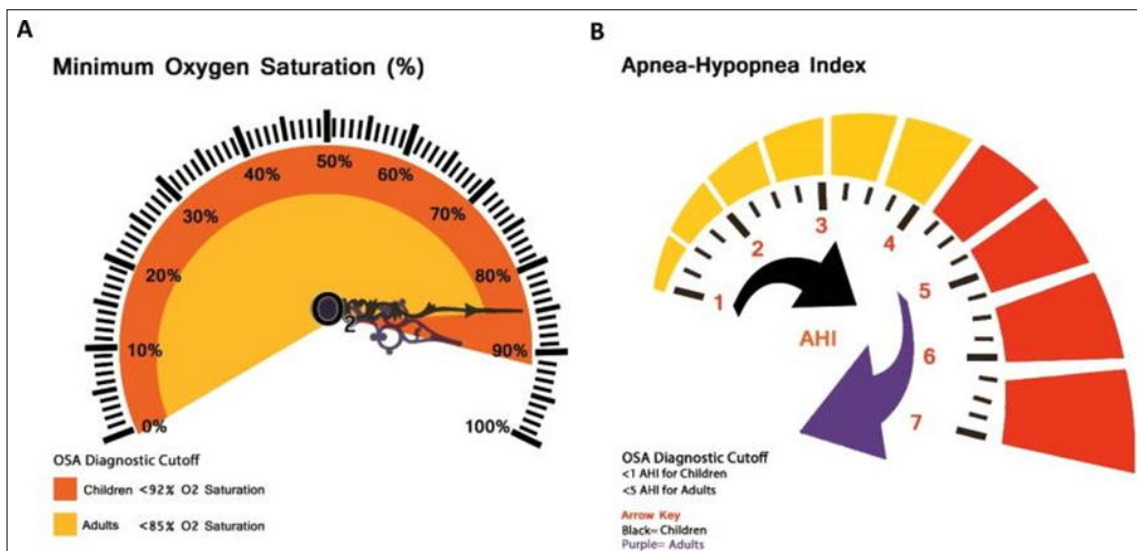 A
Minimum Oxygen Saturation (%)
50%
40%
60%
30%
70%
20%
80%
2
10%
90%
0%
100%
OSA Diagnostic Cutoff
Children <92% O2 Saturation
Adults <85% O2 Saturation
B
Apnea-Hypopnea Index
3
2
4
1
5
AHI
6
7
OSA Diagnostic Cutoff
<1 AHI for Children
<5 AHI for Adults
Arrow Key
Black= Children
Purple= Adults